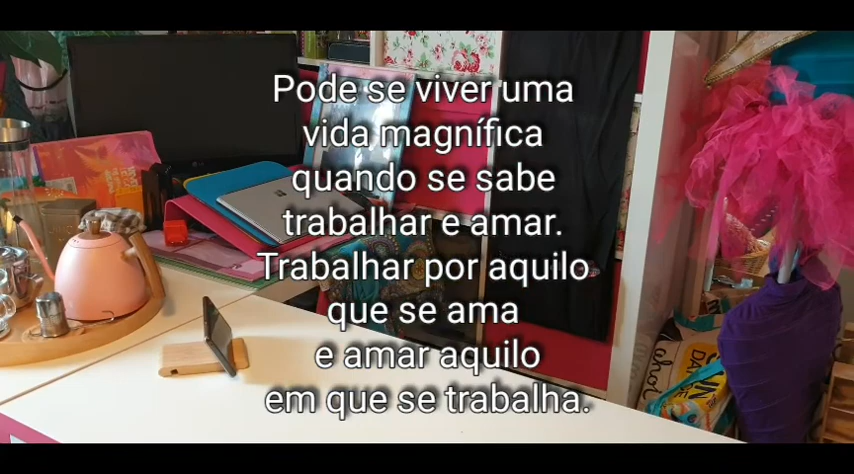 Pode se viver uma
vida magnífica
quando se sabe
trabalhar e amar.
Trabalhar por aquilo
que se ama
e amar aquilo
em que se trabalha.